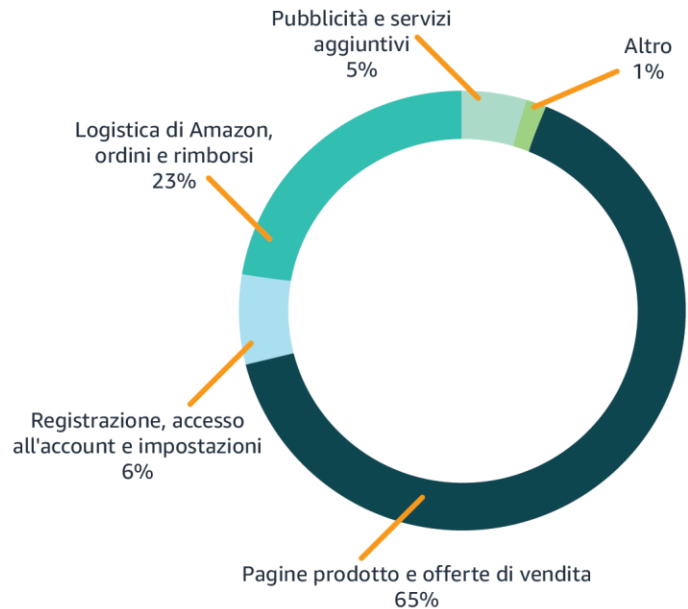 Pubblicità e servizi
aggiuntivi
5%
Altro
1%
Logistica di Amazon,
ordini e rimborsi
23%
Registrazione, accesso
all'account e impostazioni
6%
Pagine prodotto e offerte di vendita
65%